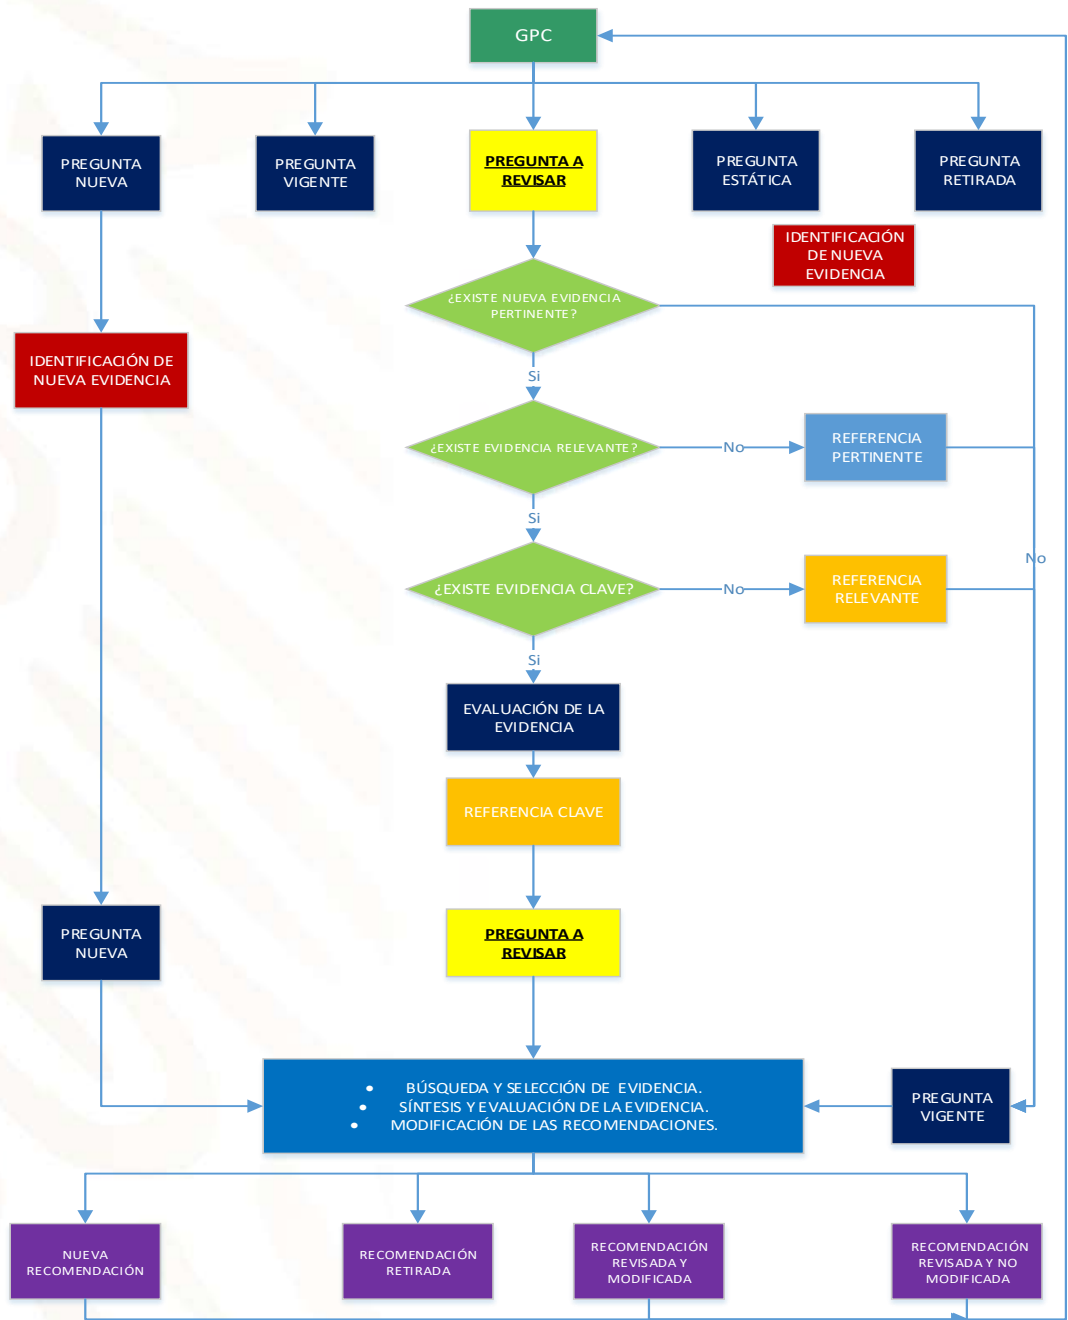 GPC
PREGUNTA
NUEVA
PREGUNTA
VIGENTE
PREGUNTA A
REVISAR
PREGUNTA
ESTÁTICA
PREGUNTA
RETIRADA
IDENTIFICACIÓN
DE NUEVA
EVIDENCIA
¿EXISTE NUEVA EVIDENCIA
PERTINENTE?
IDENTIFICACIÓN DE
NUEVA EVIDENCIA
Si
¿EXISTE EVIDENCIA RELEVANTE?
No
REFERENCIA
PERTINENTE
Si
No
¿EXISTE EVIDENCIA CLAVE?
No
REFERENCIA
RELEVANTE
Si
EVALUACIÓN DE LA
EVIDENCIA
REFERENCIA CLAVE
PREGUNTA
NUEVA
PREGUNTA A
REVISAR
• BÚSQUEDA Y SELECCIÓN DE EVIDENCIA.
• SÍNTESIS Y EVALUACIÓN DE LA EVIDENCIA.
• MODIFICACIÓN DE LAS RECOMENDACIONES.
PREGUNTA
VIGENTE
NUEVA
RECOMENDACIÓN
RECOMENDACIÓN
RETIRADA
RECOMENDACIÓN
REVISADA Y
MODIFICADA
RECOMENDACIÓN
REVISADA Y NO
MODIFICADA